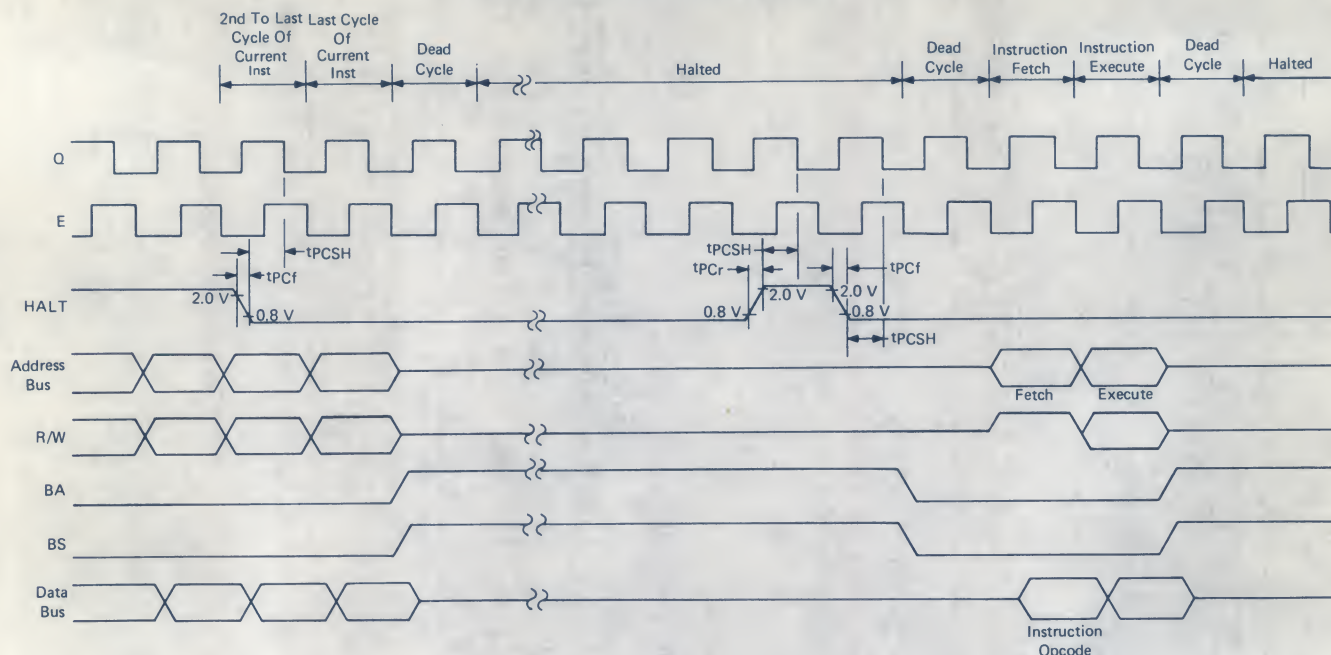 2nd To Last
Cycle Of
Current
Inst
Last Cycle
Of
Current
Inst
Dead
Cycle
Halted
Dead
Cycle
Instruction
Fetch
Instruction
Execute
Dead
Cycle
Halted
Q
E
tPCSH
tPCf
HALT
2.0 V
0.8 V
tPCSH
tPCr
0.8 V
2.0 V
tPCf
2.0 V
0.8 V
tPCSH
Address
Bus
Fetch
Execute
R/W
BA
BS
Data
Bus
Instruction
Opcode